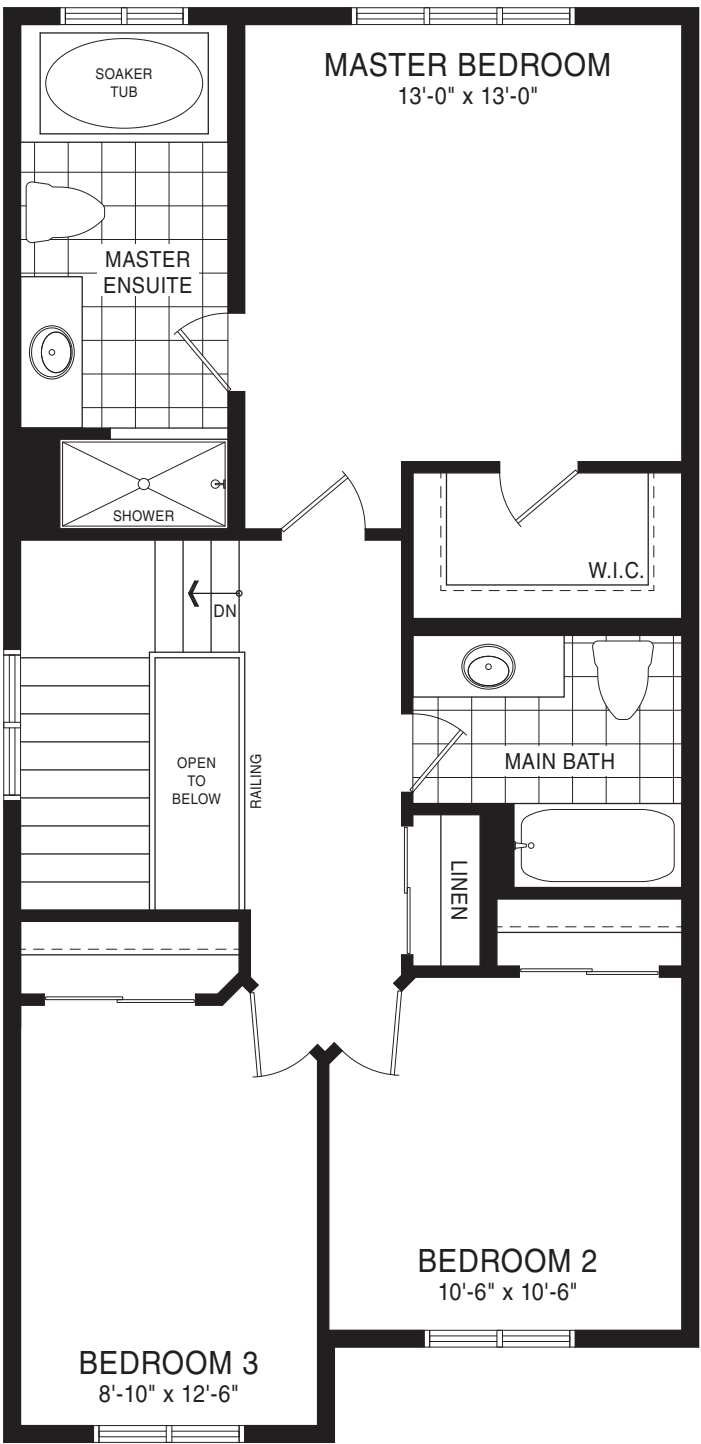 SOAKER
TUB
MASTER BEDROOM
13'-0" x 13'-0"
MASTER
ENSUITE
SHOWER
W.I.C.
DN
OPEN
TO
BELOW
RAILING
MAIN BATH
LINEN
BEDROOM 2
10'-6" x 10'-6"
BEDROOM 3
8'-10" x 12'-6"